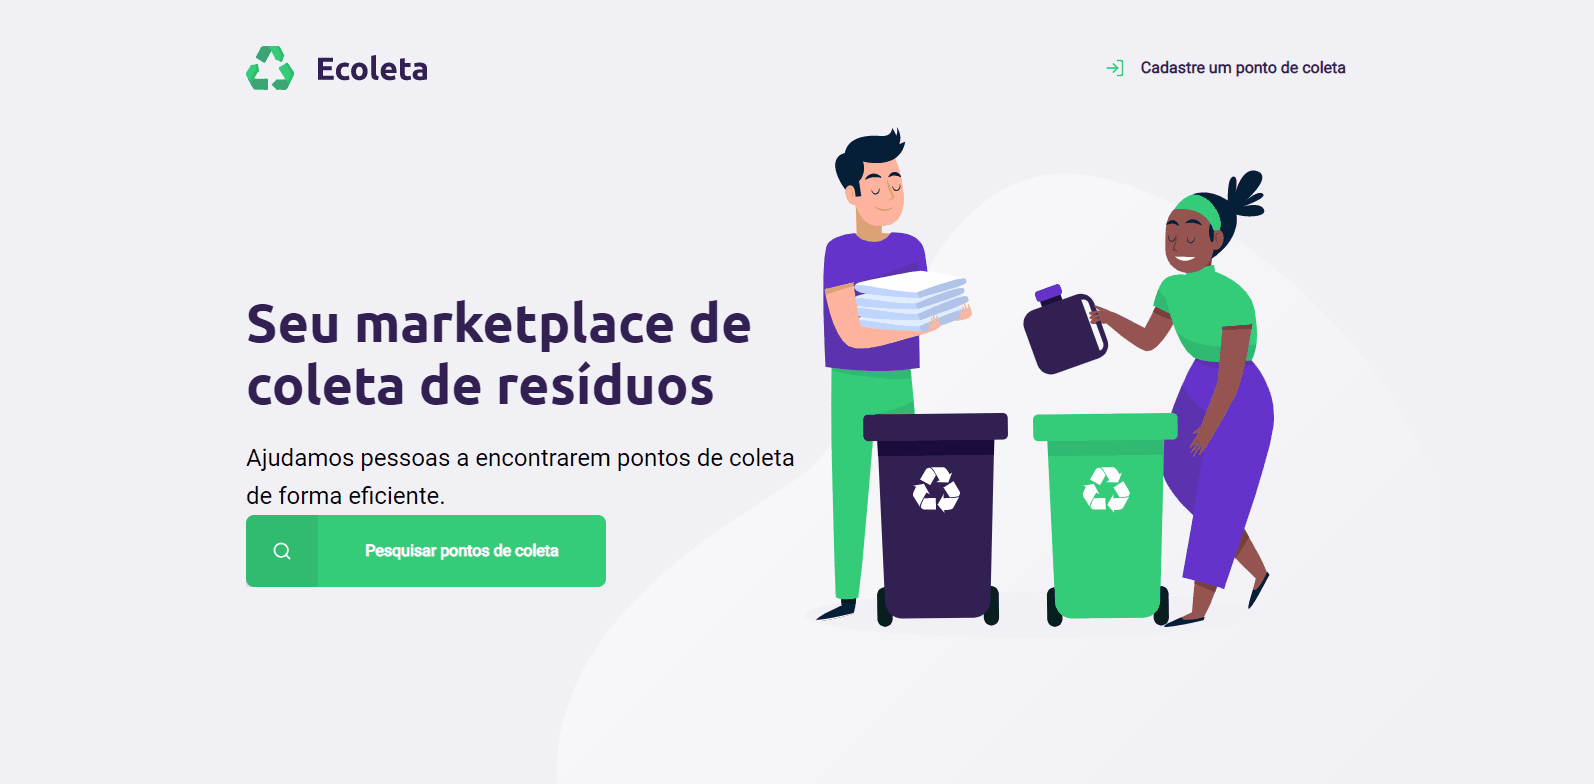 Ecoleta
Cadastre um ponto de coleta
Seu marketplace de
coleta de resíduos
Ajudamos pessoas a encontrarem pontos de coleta
de forma eficiente.
Pesquisar pontos de coleta